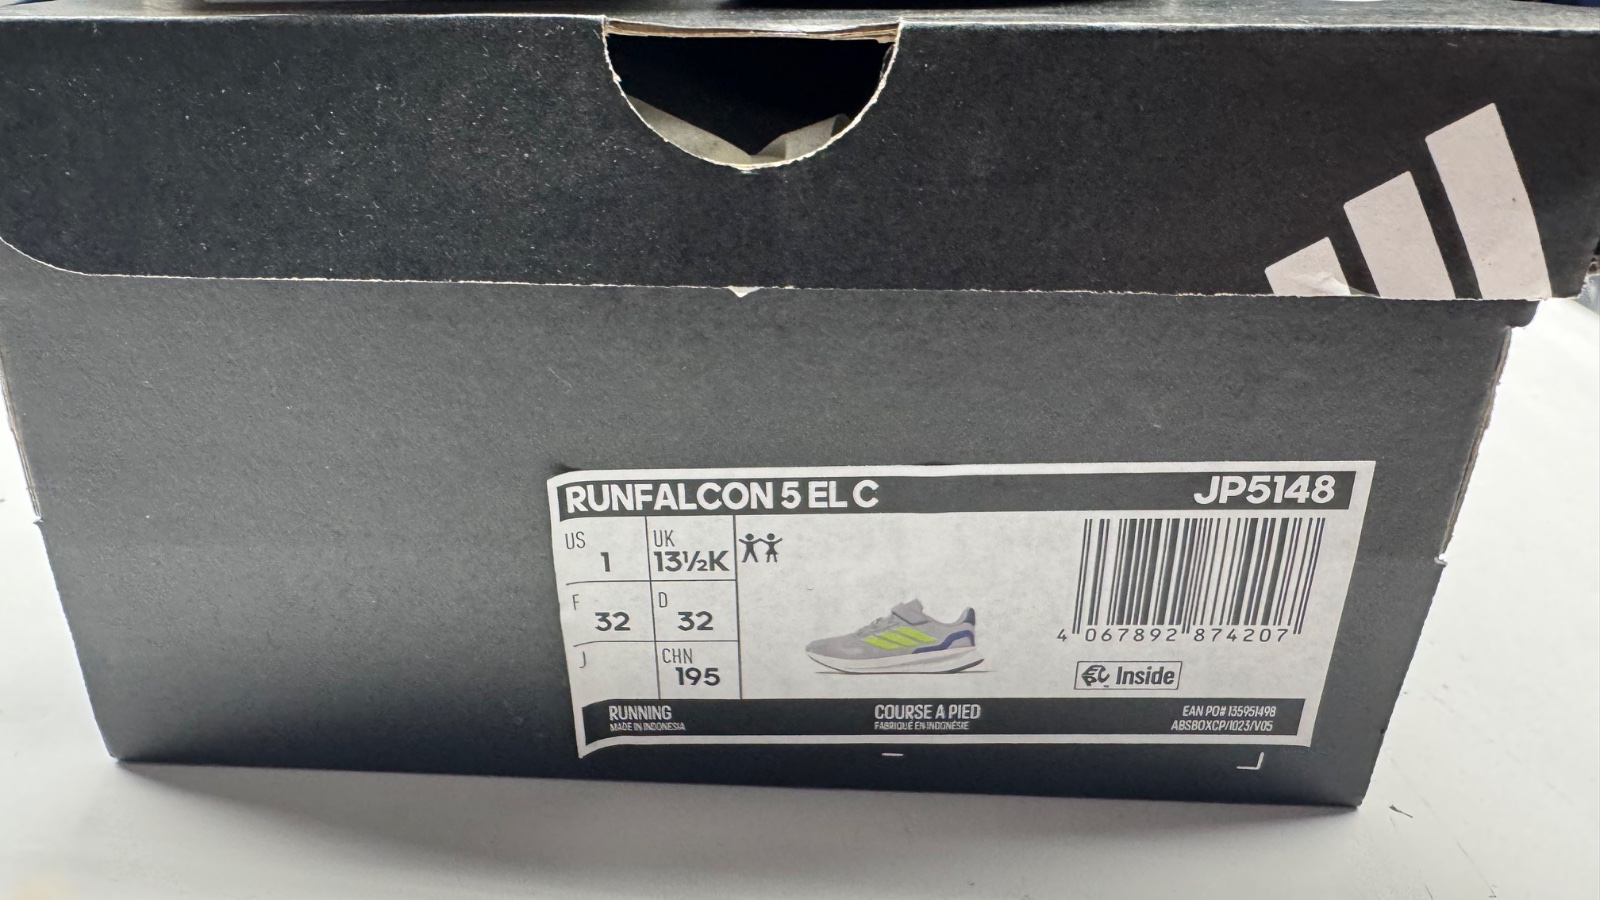 RUNFALCON 5 EL C
JP5148
US 1
UK 13½K
F 32
D 32
J
CHN 195
4 067892 874207
Inside
RUNNING
MADE IN INDONESIA
COURSE A PIED
FABRIQUÉ EN INDONÉSIE
EAN PO# 135951498
ABSBOXCP/1023/V05